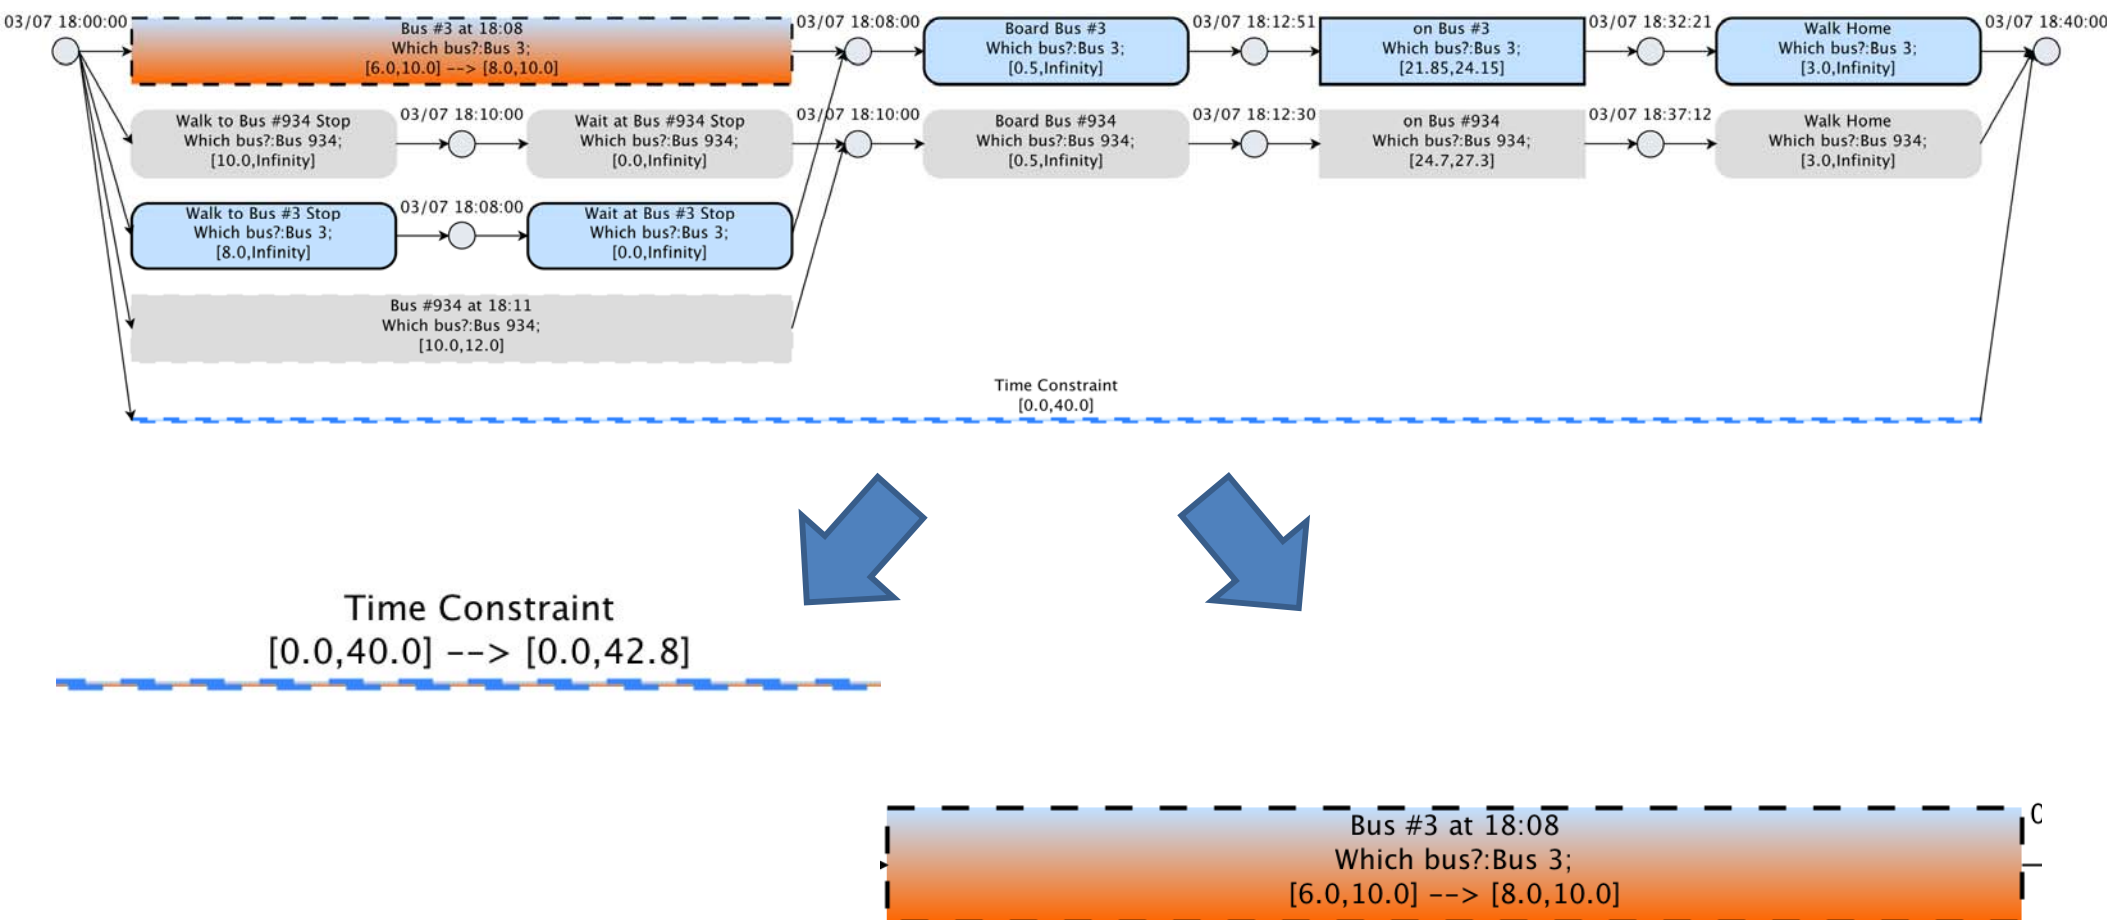 03/07 18:00:00
Bus #3 at 18:08
Which bus?:Bus 3;
[6.0,10.0] --> [8.0,10.0]
03/07 18:08:00
Board Bus #3
Which bus?:Bus 3;
[0.5,Infinity]
03/07 18:12:51
on Bus #3
Which bus?:Bus 3;
[21.85,24.15]
03/07 18:32:21
Walk Home
Which bus?:Bus 3;
[3.0,Infinity]
03/07 18:40:00
Walk to Bus #934 Stop
Which bus?:Bus 934;
[10.0,Infinity]
03/07 18:10:00
Wait at Bus #934 Stop
Which bus?:Bus 934;
[0.0,Infinity]
03/07 18:10:00
Board Bus #934
Which bus?:Bus 934;
[0.5,Infinity]
03/07 18:12:30
on Bus #934
Which bus?:Bus 934;
[24.7,27.3]
03/07 18:37:12
Walk Home
Which bus?:Bus 934;
[3.0,Infinity]
Walk to Bus #3 Stop
Which bus?:Bus 3;
[8.0,Infinity]
03/07 18:08:00
Wait at Bus #3 Stop
Which bus?:Bus 3;
[0.0,Infinity]
Bus #934 at 18:11
Which bus?:Bus 934;
[10.0,12.0]
Time Constraint
[0.0,40.0]
Time Constraint
[0.0,40.0] --> [0.0,42.8]
Bus #3 at 18:08
Which bus?:Bus 3;
[6.0,10.0] --> [8.0,10.0]